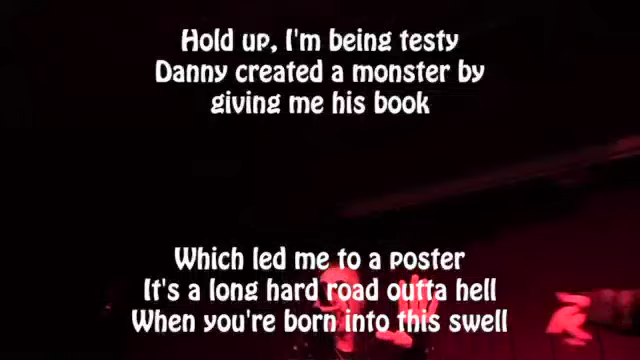 Hold up, I'm being testy
Danny created a monster by
giving me his book
Which led me to a poster
It's a long hard road outta hell
When you're born into this swell